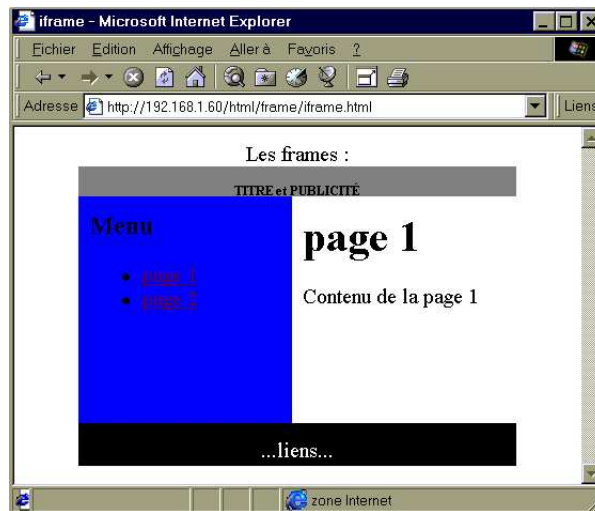 iframe - Microsoft Internet Explorer
Fichier Edition Affichage Aller à Favoris ?
Adresse http://192.168.1.60/html/frame/iframe.html Liens
Les frames :
TITRE et PUBLICITÉ
Menu
page 1
page 2
page 1
Contenu de la page 1
...liens...
zone Internet